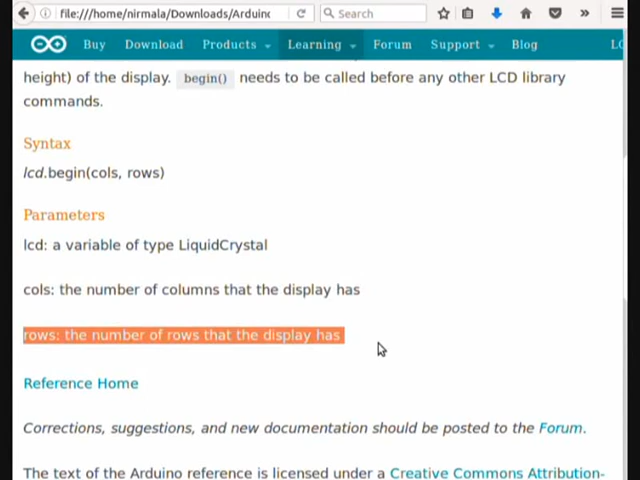 file:///home/nirmala/Downloads/Arduino
Search
Buy Download Products Learning Forum Support Blog LO
height) of the display. begin() needs to be called before any other LCD library
commands.
Syntax
lcd.begin(cols, rows)
Parameters
lcd: a variable of type LiquidCrystal
cols: the number of columns that the display has
rows: the number of rows that the display has
Reference Home
Corrections, suggestions, and new documentation should be posted to the Forum.
The text of the Arduino reference is licensed under a Creative Commons Attribution-